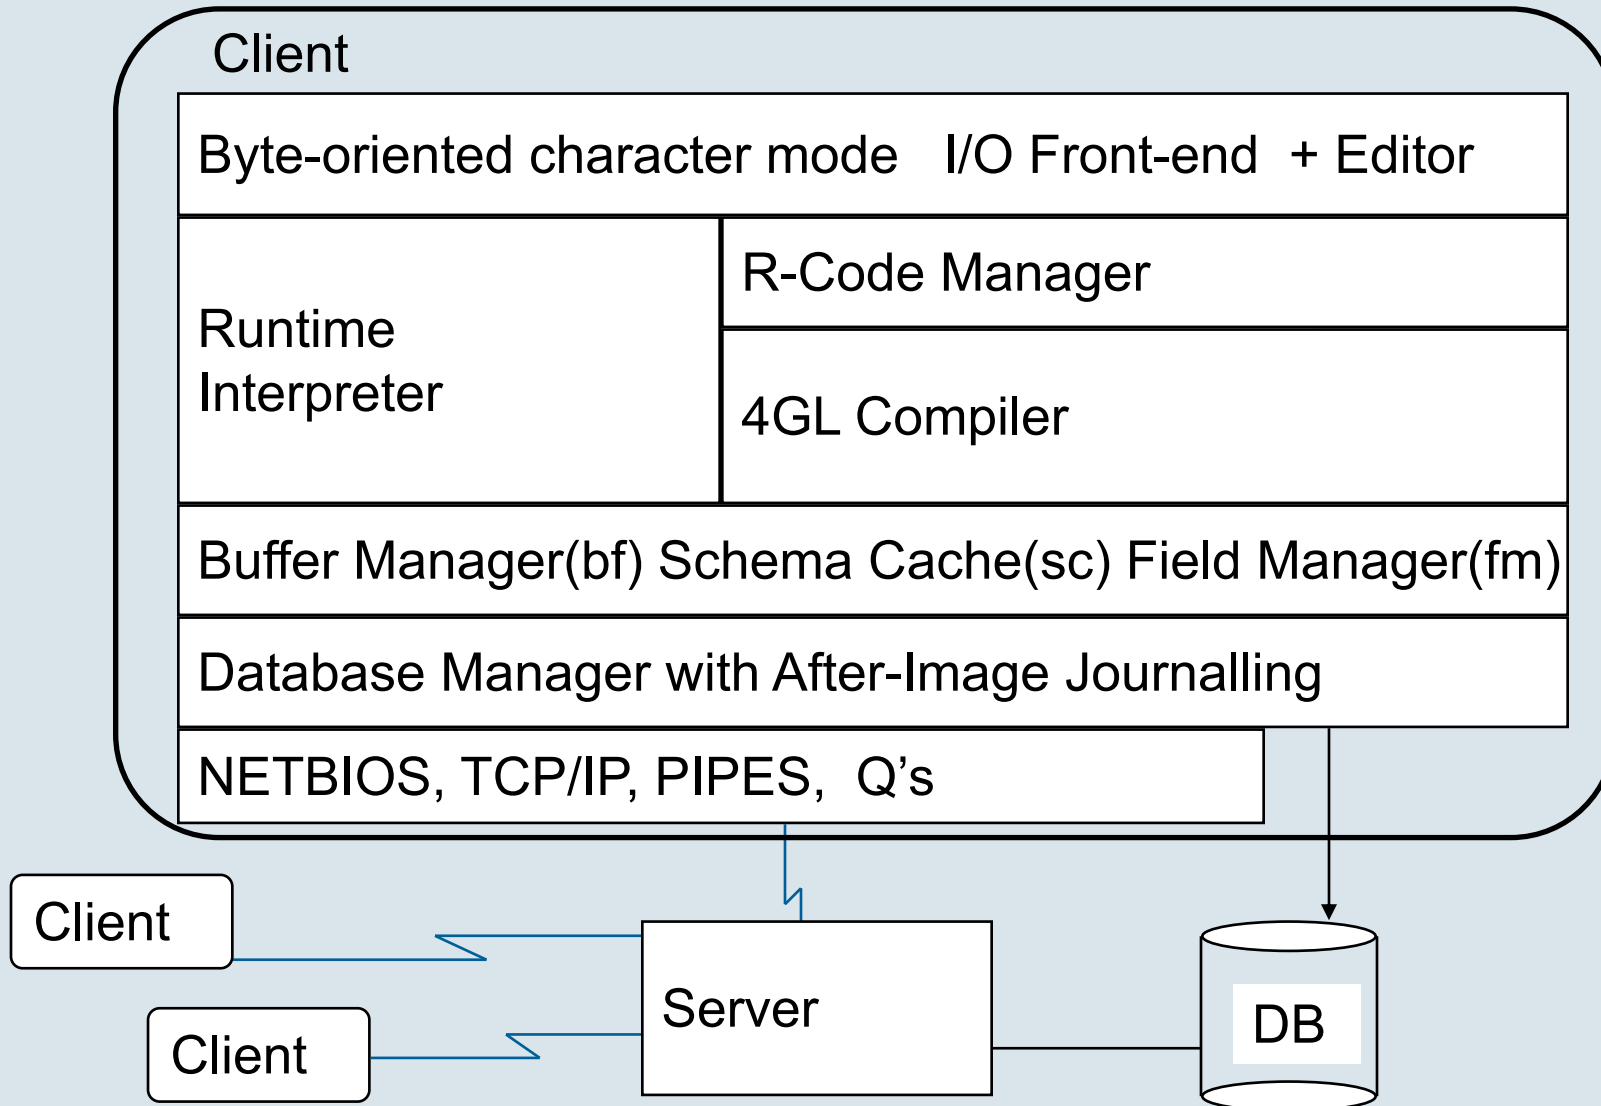 Client
Byte-oriented character mode I/O Front-end + Editor
Runtime
Interpreter
R-Code Manager
4GL Compiler
Buffer Manager(bf) Schema Cache(sc) Field Manager(fm)
Database Manager with After-Image Journalling
NETBIOS, TCP/IP, PIPES, Q’s
Client
Client
Server
DB